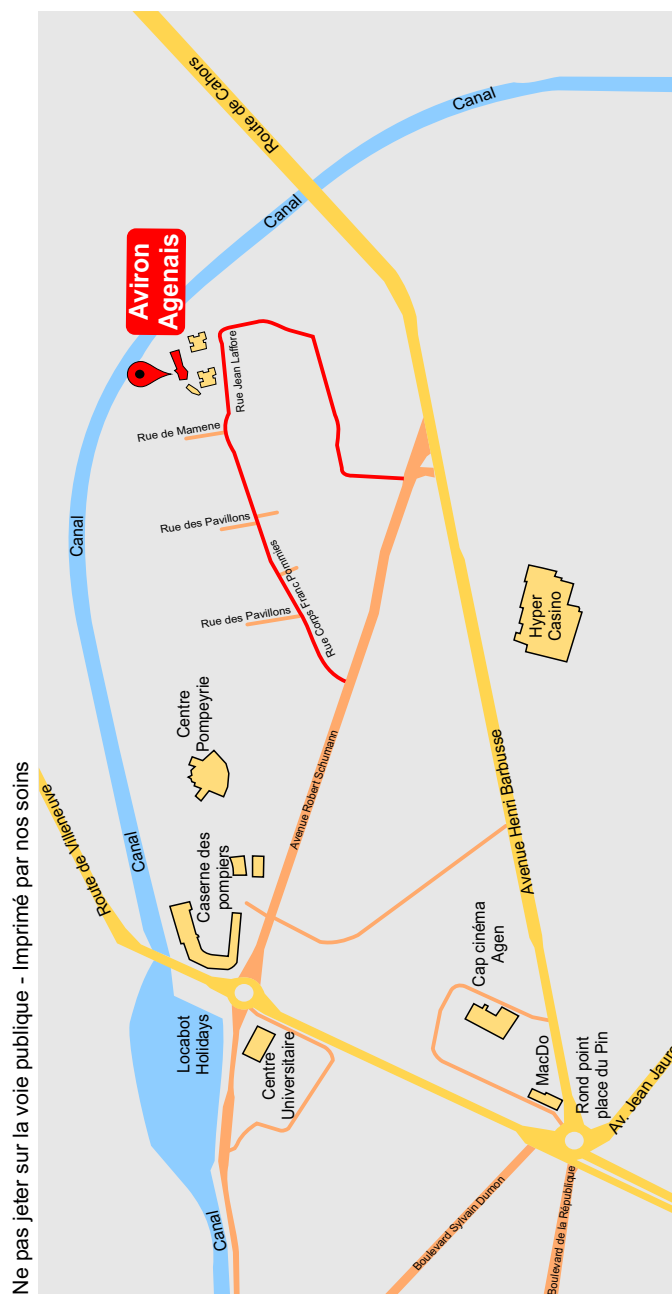 Ne pas jeter sur la voie publique - Imprimé par nos soins
Route de Villeneuve
Canal
Canal
Canal
Canal
Canal
Route de Cahors
Aviron
Agenais
Rue Jean Laffore
Rue de Mamene
Rue des Pavillons
Rue des Pavillons
Rue Corps Franc Pommies
Centre
Pompeyrie
Caserne des
pompiers
Avenue Robert Schumann
Locabot
Holidays
Centre
Universitaire
Hyper
Casino
Avenue Henri Barbusse
Cap cinéma
Agen
MacDo
Rond point
place du Pin
Av. Jean Jaure
Boulevard Sylvain Dumon
Boulevard de la République